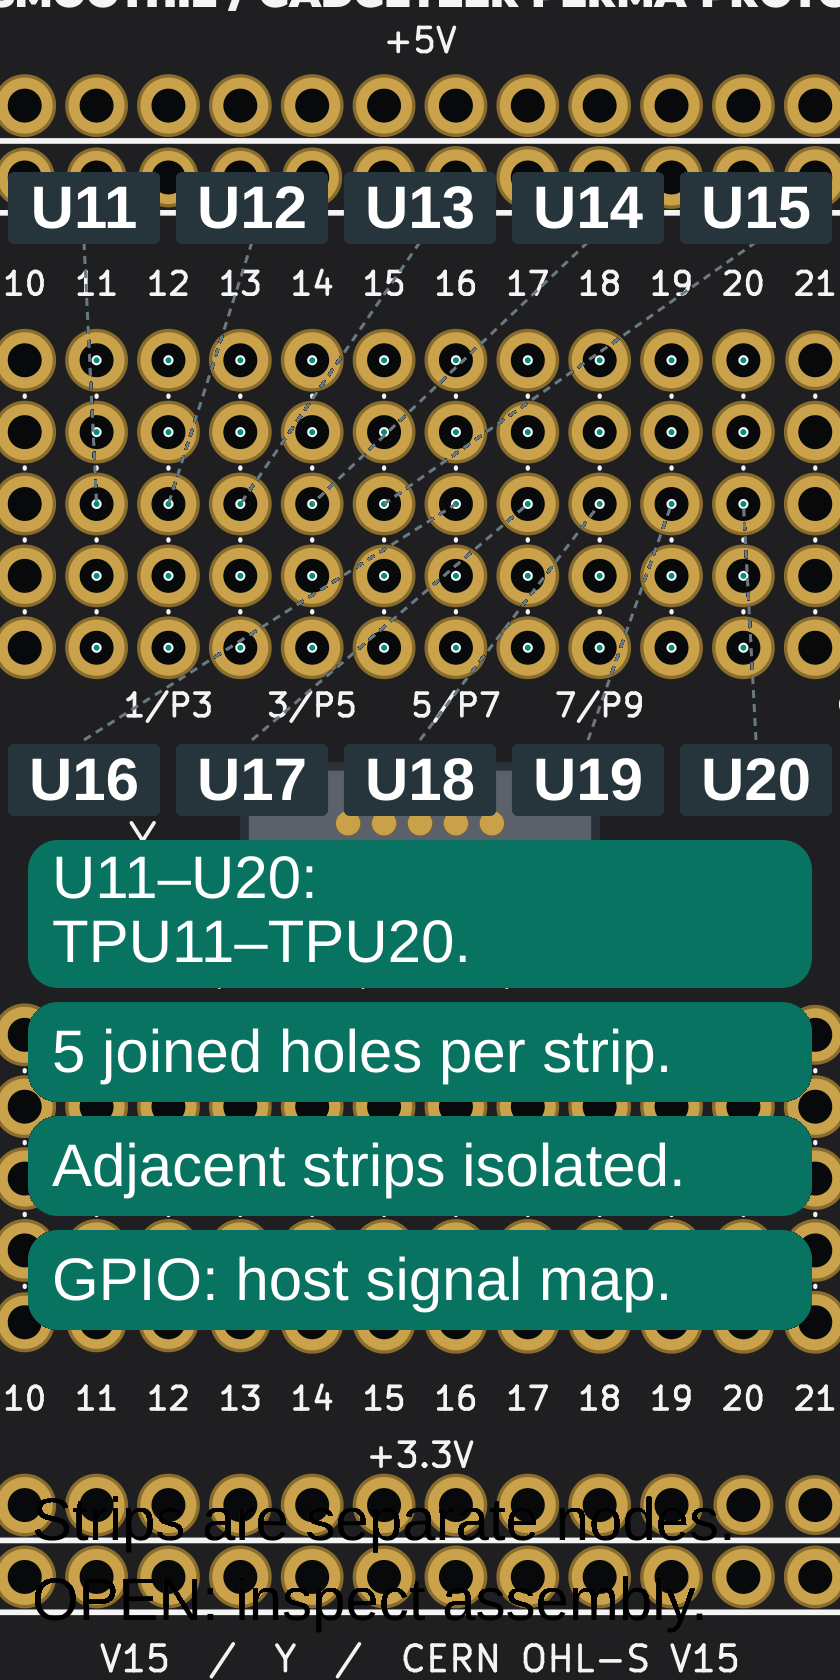 +5V
U11 U12 U13 U14 U15
10 11 12 13 14 15 16 17 18 19 20 21
1/P3 3/P5 5/P7 7/P9
U16 U17 U18 U19 U20
U11–U20:
TPU11–TPU20.
5 joined holes per strip.
Adjacent strips isolated.
GPIO: host signal map.
10 11 12 13 14 15 16 17 18 19 20 21
+3.3V
Strips are separate nodes.
OPEN: inspect assembly.
V15 / Y / CERN OHL-S V15